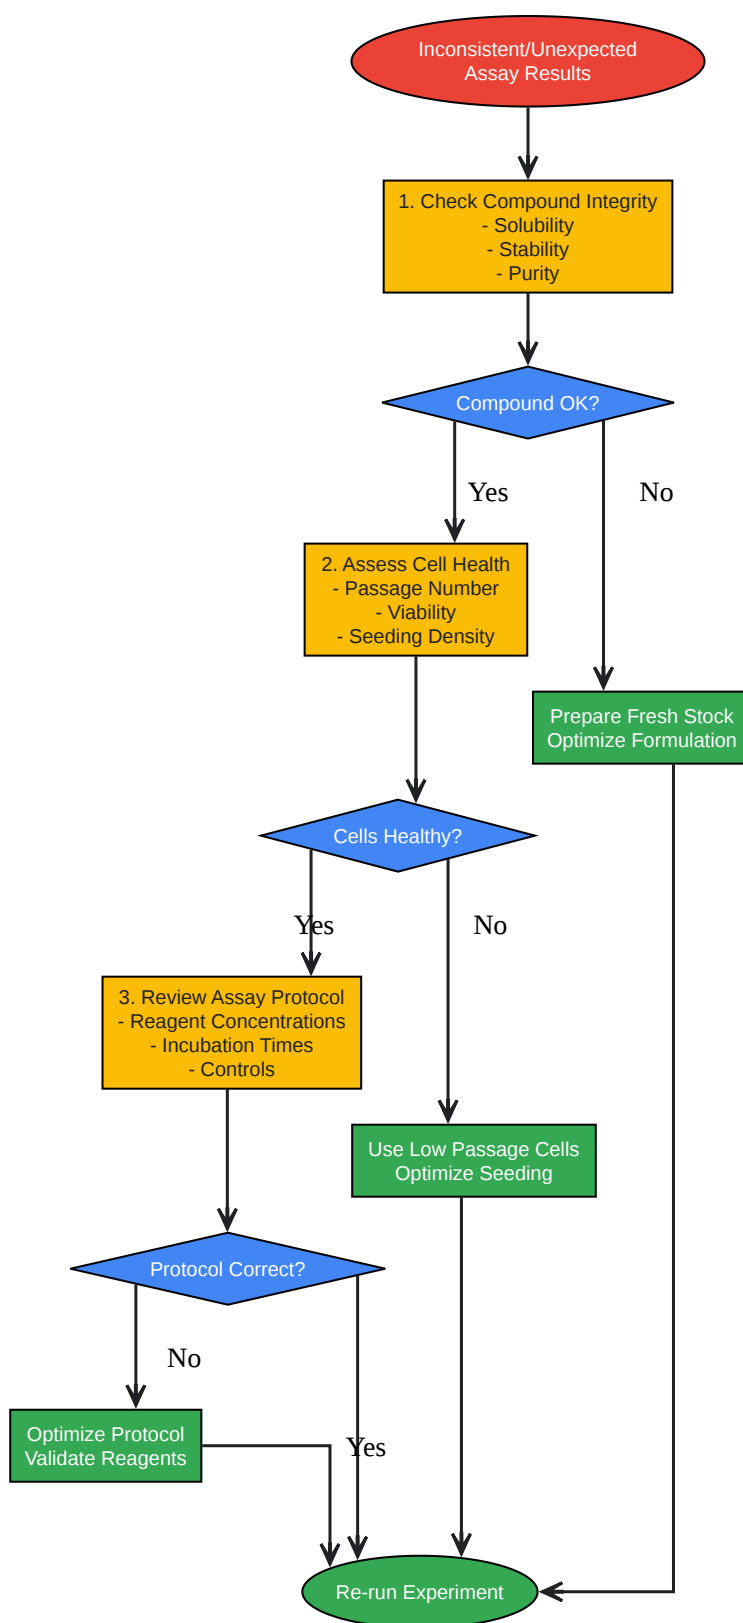 Inconsistent/Unexpected
Assay Results
1. Check Compound Integrity
- Solubility
- Stability
- Purity
Compound OK?
Yes
No
2. Assess Cell Health
- Passage Number
- Viability
- Seeding Density
Prepare Fresh Stock
Optimize Formulation
Cells Healthy?
Yes
No
3. Review Assay Protocol
- Reagent Concentrations
- Incubation Times
- Controls
Use Low Passage Cells
Optimize Seeding
Protocol Correct?
No
Yes
Optimize Protocol
Validate Reagents
Re-run Experiment